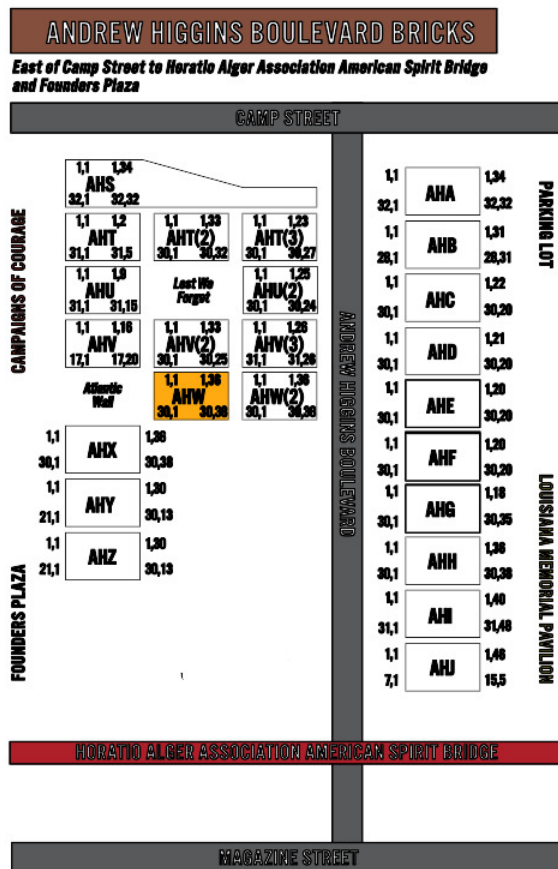 ANDREW HIGGINS BOULEVARD BRICKS
East of Camp Street to Horatio Alger Association American Spirit Bridge
and Founders Plaza
CAMP STREET
1,1 1,34
AHS
32,1 32,32
1,1 1,2
AHT
31,1 31,5
1,1 1,33
AHT(2)
30,1 30,32
1,1 1,23
AHT(3)
30,1 30,27
1,1 1,9
AHU
31,1 31,15
Lest We
Forget
1,1 1,25
AHU(2)
30,1 30,24
1,1 1,16
AHV
17,1 17,20
1,1 1,33
AHV(2)
30,1 30,25
1,1 1,26
AHV(3)
31,1 31,26
Atlantic
Wall
1,1 1,36
AHW
30,1 30,38
1,1 1,36
AHW(2)
30,1 30,38
1,1 1,36
AHX
30,1 30,38
1,1 1,30
AHY
21,1 30,13
1,1 1,30
AHZ
21,1 30,13
CAMPAIGNS OF COURAGE
FOUNDERS PLAZA
ANDREW HIGGINS BOULEVARD
1,1 1,34
AHA
32,1 32,32
1,1 1,31
AHB
28,1 28,31
1,1 1,22
AHC
30,1 30,20
1,1 1,21
AHD
30,1 30,20
1,1 1,20
AHE
30,1 30,20
1,1 1,20
AHF
30,1 30,20
1,1 1,18
AHG
30,1 30,35
1,1 1,36
AHH
30,1 30,38
1,1 1,40
AHI
31,1 31,48
1,1 1,46
AHJ
7,1 15,5
PARKING LOT
LOUISIANA MEMORIAL PAVILION
HORATIO ALGER ASSOCIATION AMERICAN SPIRIT BRIDGE
MAGAZINE STREET